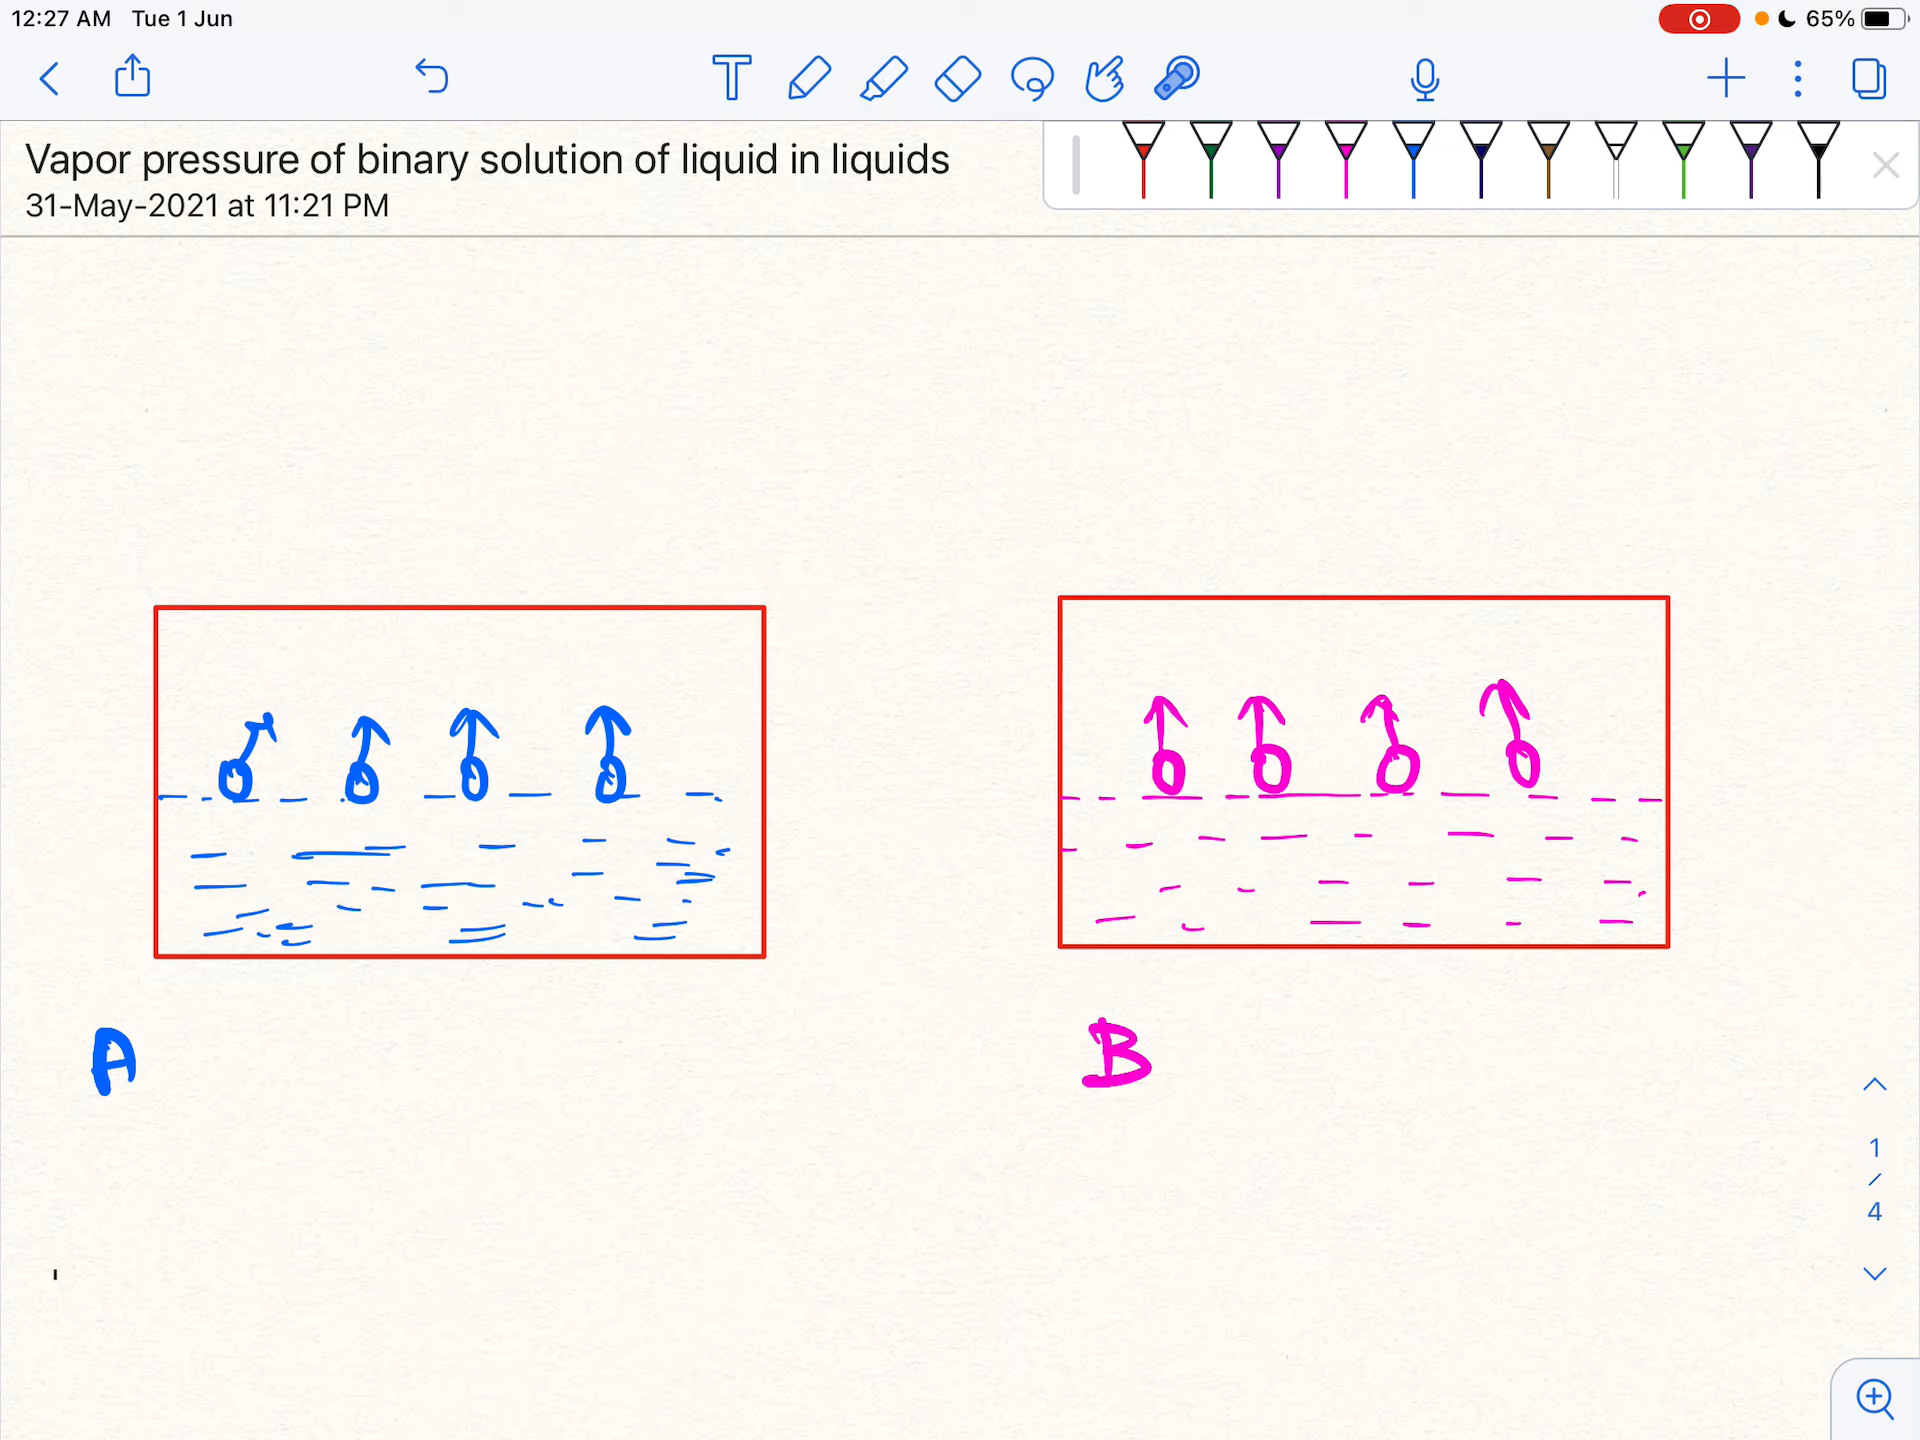 12:27 AM Tue 1 Jun 65%
T
Vapor pressure of binary solution of liquid in liquids
31-May-2021 at 11:21 PM
A B
1
/
4